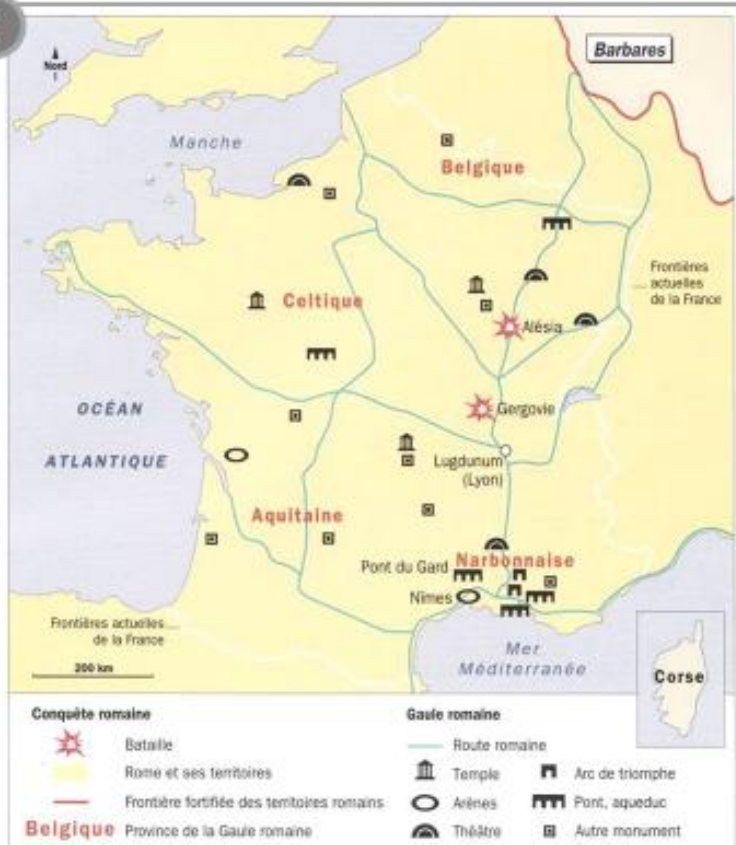 Nord
Barbares
Manche
Belgique
Frontières
actuelles
de la France
Celtique
Alésia
OCÉAN
ATLANTIQUE
Gergovie
Lugdunum
(Lyon)
Aquitaine
Pont du Gard
Narbonnaise
Nîmes
Frontières actuelles
de la France
200 km
Mer
Méditerranée
Corse
Conquête romaine
Bataille
Rome et ses territoires
Frontière fortifiée des territoires romains
Belgique Province de la Gaule romaine
Gaule romaine
Route romaine
Temple
Arc de triomphe
Arènes
Pont, aqueduc
Théâtre
Autre monument